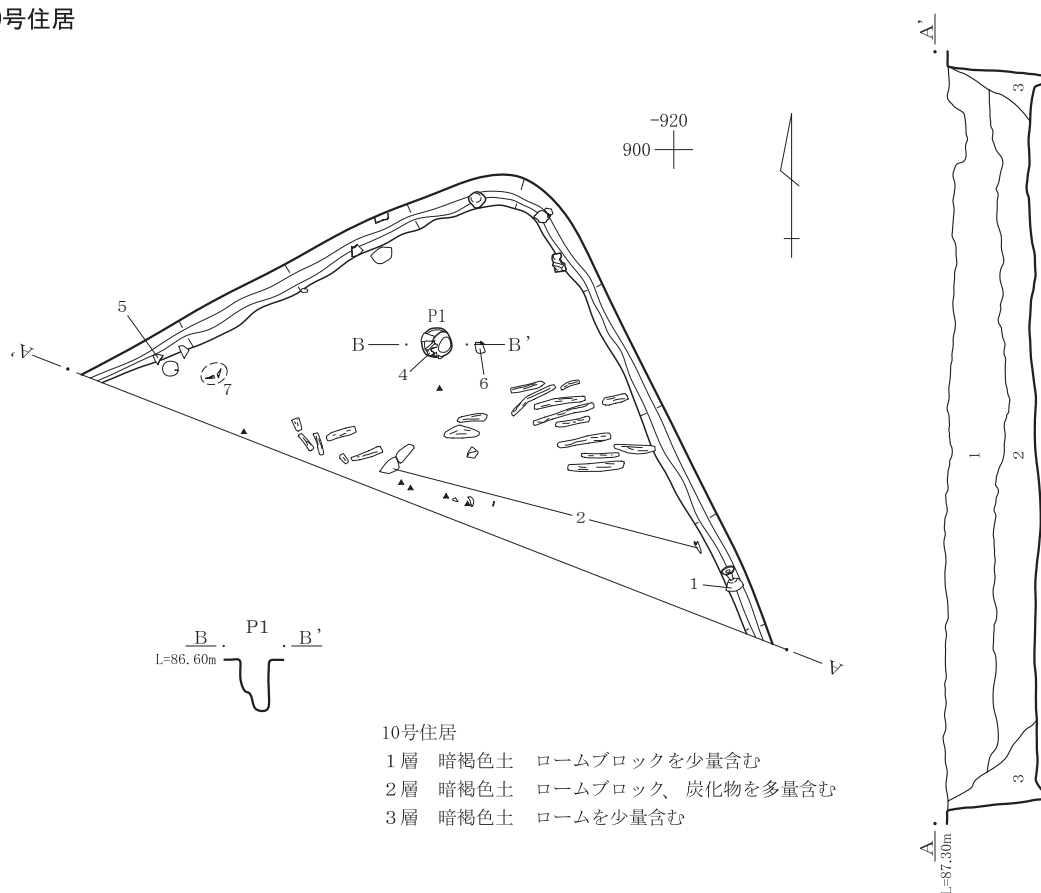 号住居
A'
3
-920
900
P1
5
B
B'
A'
4
6
7
1
2
2
1
P1
B
B'
L=86.60m
A
10号住居
1層　暗褐色土　ロームブロックを少量含む
2層　暗褐色土　ロームブロック、炭化物を多量含む
3層　暗褐色土　ロームを少量含む
3
A
L=87.30m